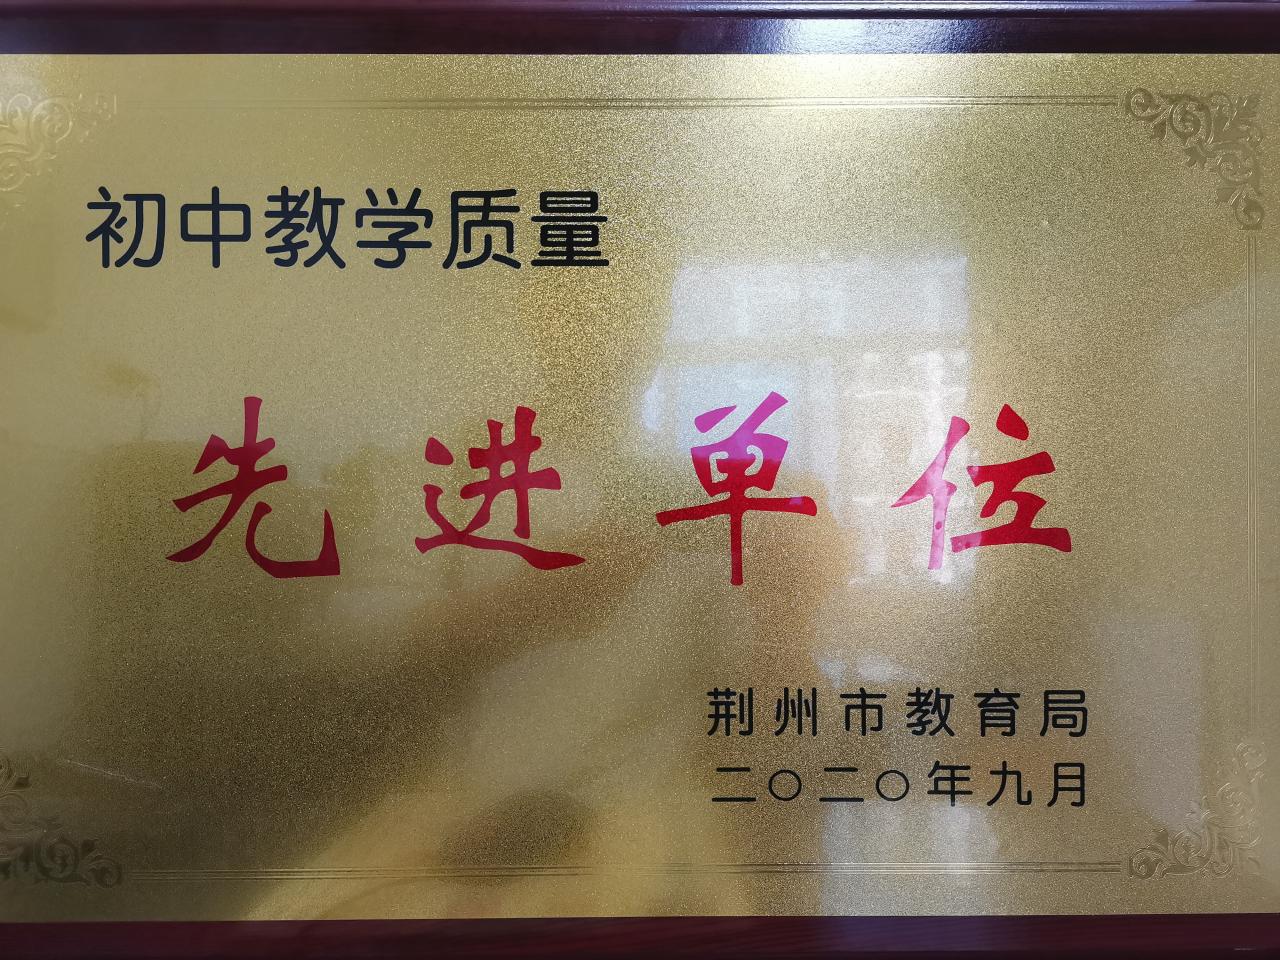 初中教学质量
先进单位
荆州市教育局
二〇二〇年九月